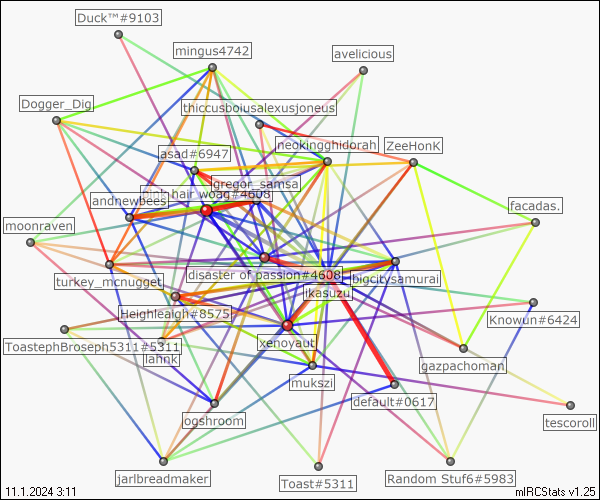 Duck™#9103
mingus4742
avelicious
Dogger_Dig
thiccusboiusalexusjoneus
asad#6947
neokingghidorah
ZeeHonK
gregor_samsa
pink hair woag#4608
andnewbees
facadas.
moonraven
turkey_mcnugget
disaster of passion#4608
bigcitysamurai
ikasuzu
Heighleaigh#8575
Knowun#6424
ToastephBroseph5311#5311
lahnk
xenoyaut
gazpachoman
mukszi
default#0617
ogshroom
tescoroll
jarlbreadmaker
Toast#5311
Random Stuf6#5983
11.1.2024 3:11
mIRCStats v1.25